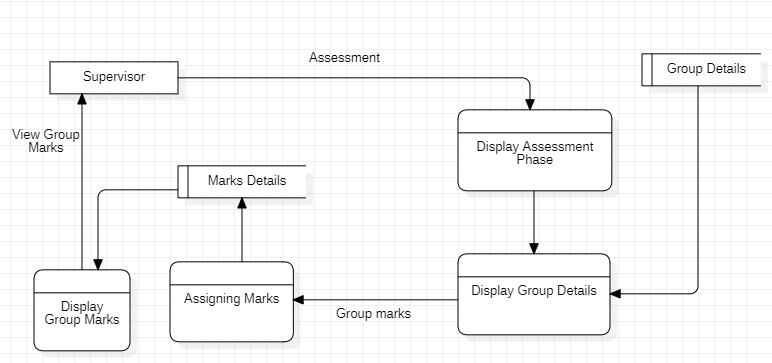 Assessment
Supervisor
Group Details
View Group
Marks
Display Assessment
Phase
Marks Details
Display Group Details
Assigning Marks
Display
Group Marks
Group marks